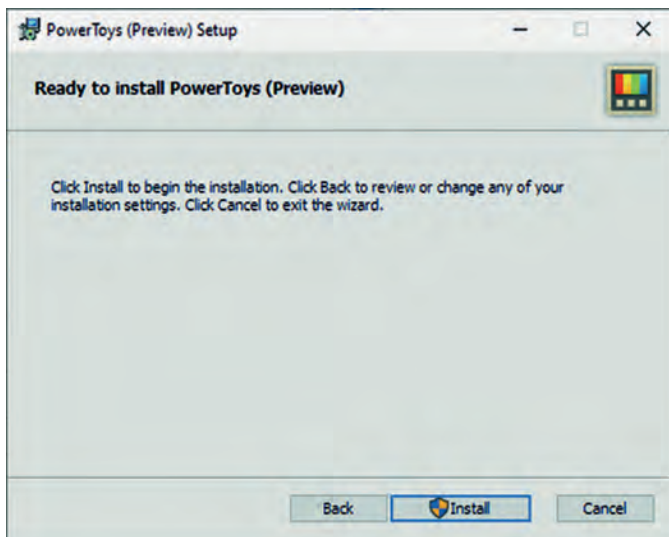 PowerToys (Preview) Setup
Ready to install PowerToys (Preview)
Click Install to begin the installation. Click Back to review or change any of your
installation settings. Click Cancel to exit the wizard.
Back Install Cancel